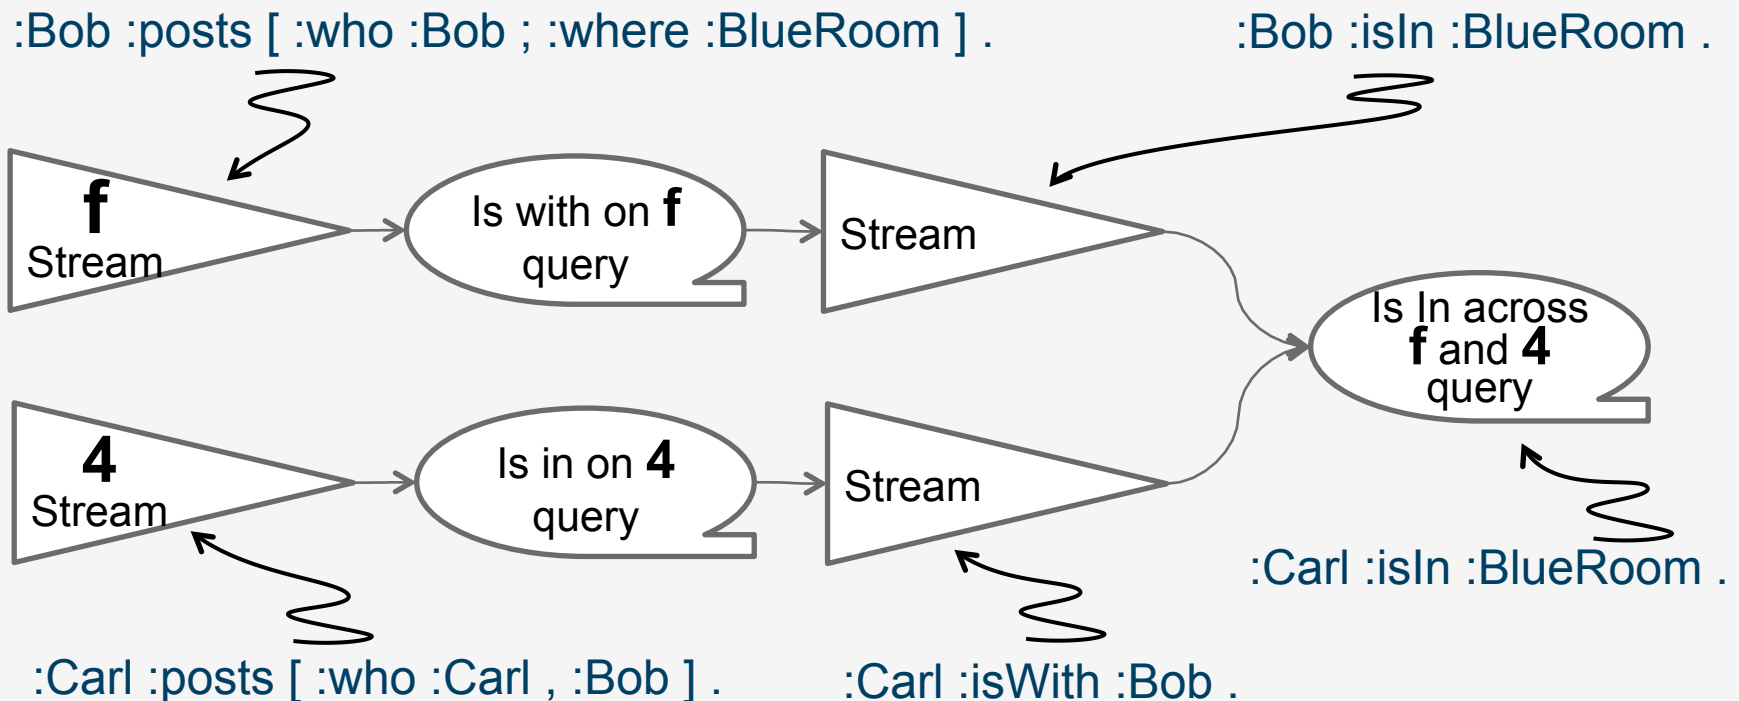 :Bob :posts [ :who :Bob ; :where :BlueRoom ] .
:Bob :isIn :BlueRoom .
f
Stream
Is with on f
query
Stream
Is In across
f and 4
query
4
Stream
Is in on 4
query
Stream
:Carl :isIn :BlueRoom .
:Carl :posts [ :who :Carl , :Bob ] .
:Carl :isWith :Bob .